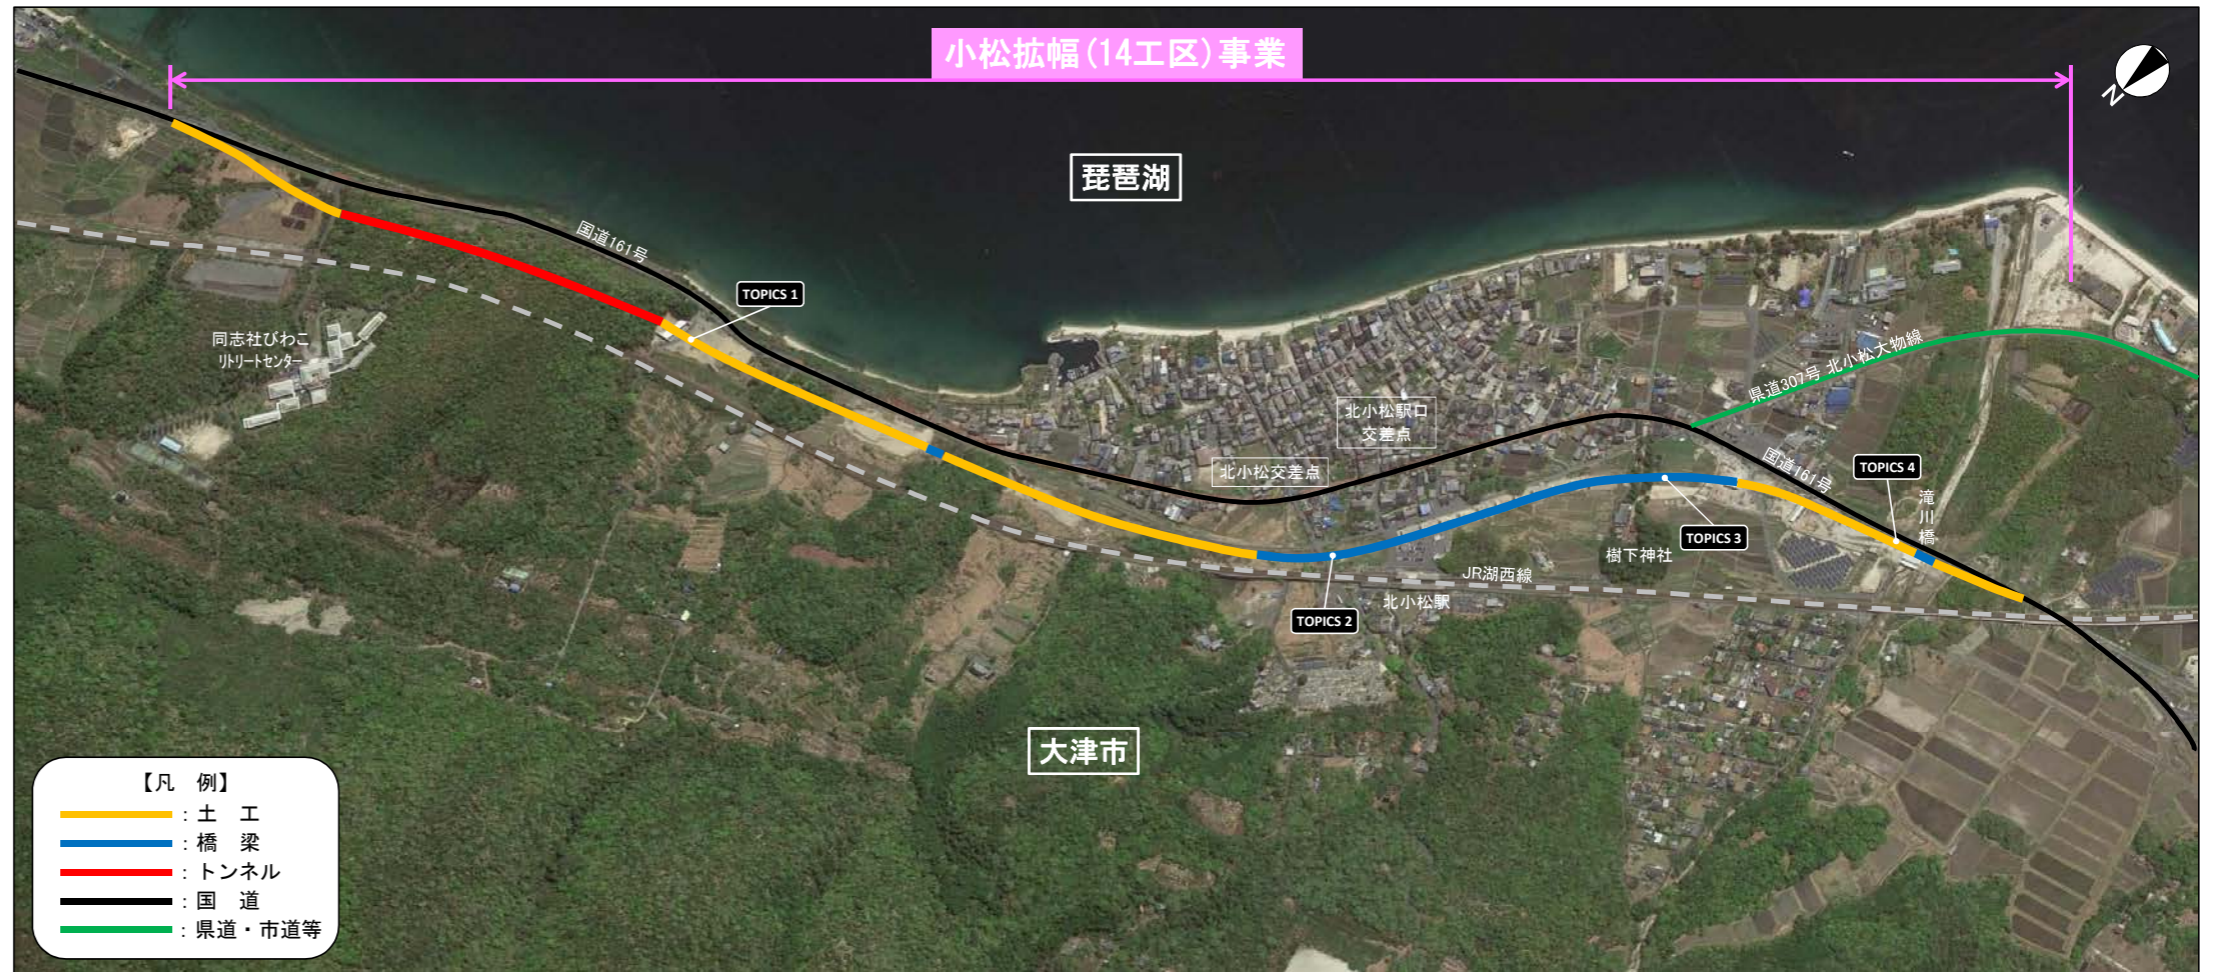 小松拡幅(14工区)事業
N
琵琶湖
国道161号
TOPICS 1
同志社びわこ
リトリートセンター
県道307号 北小松大物線
北小松駅口
交差点
北小松交差点
国道161号
TOPICS 4
滝川橋
TOPICS 3
樹下神社
JR湖西線
北小松駅
TOPICS 2
大津市
【凡 例】
:土 工
:橋 梁
:トンネル
:国 道
:県道・市道等